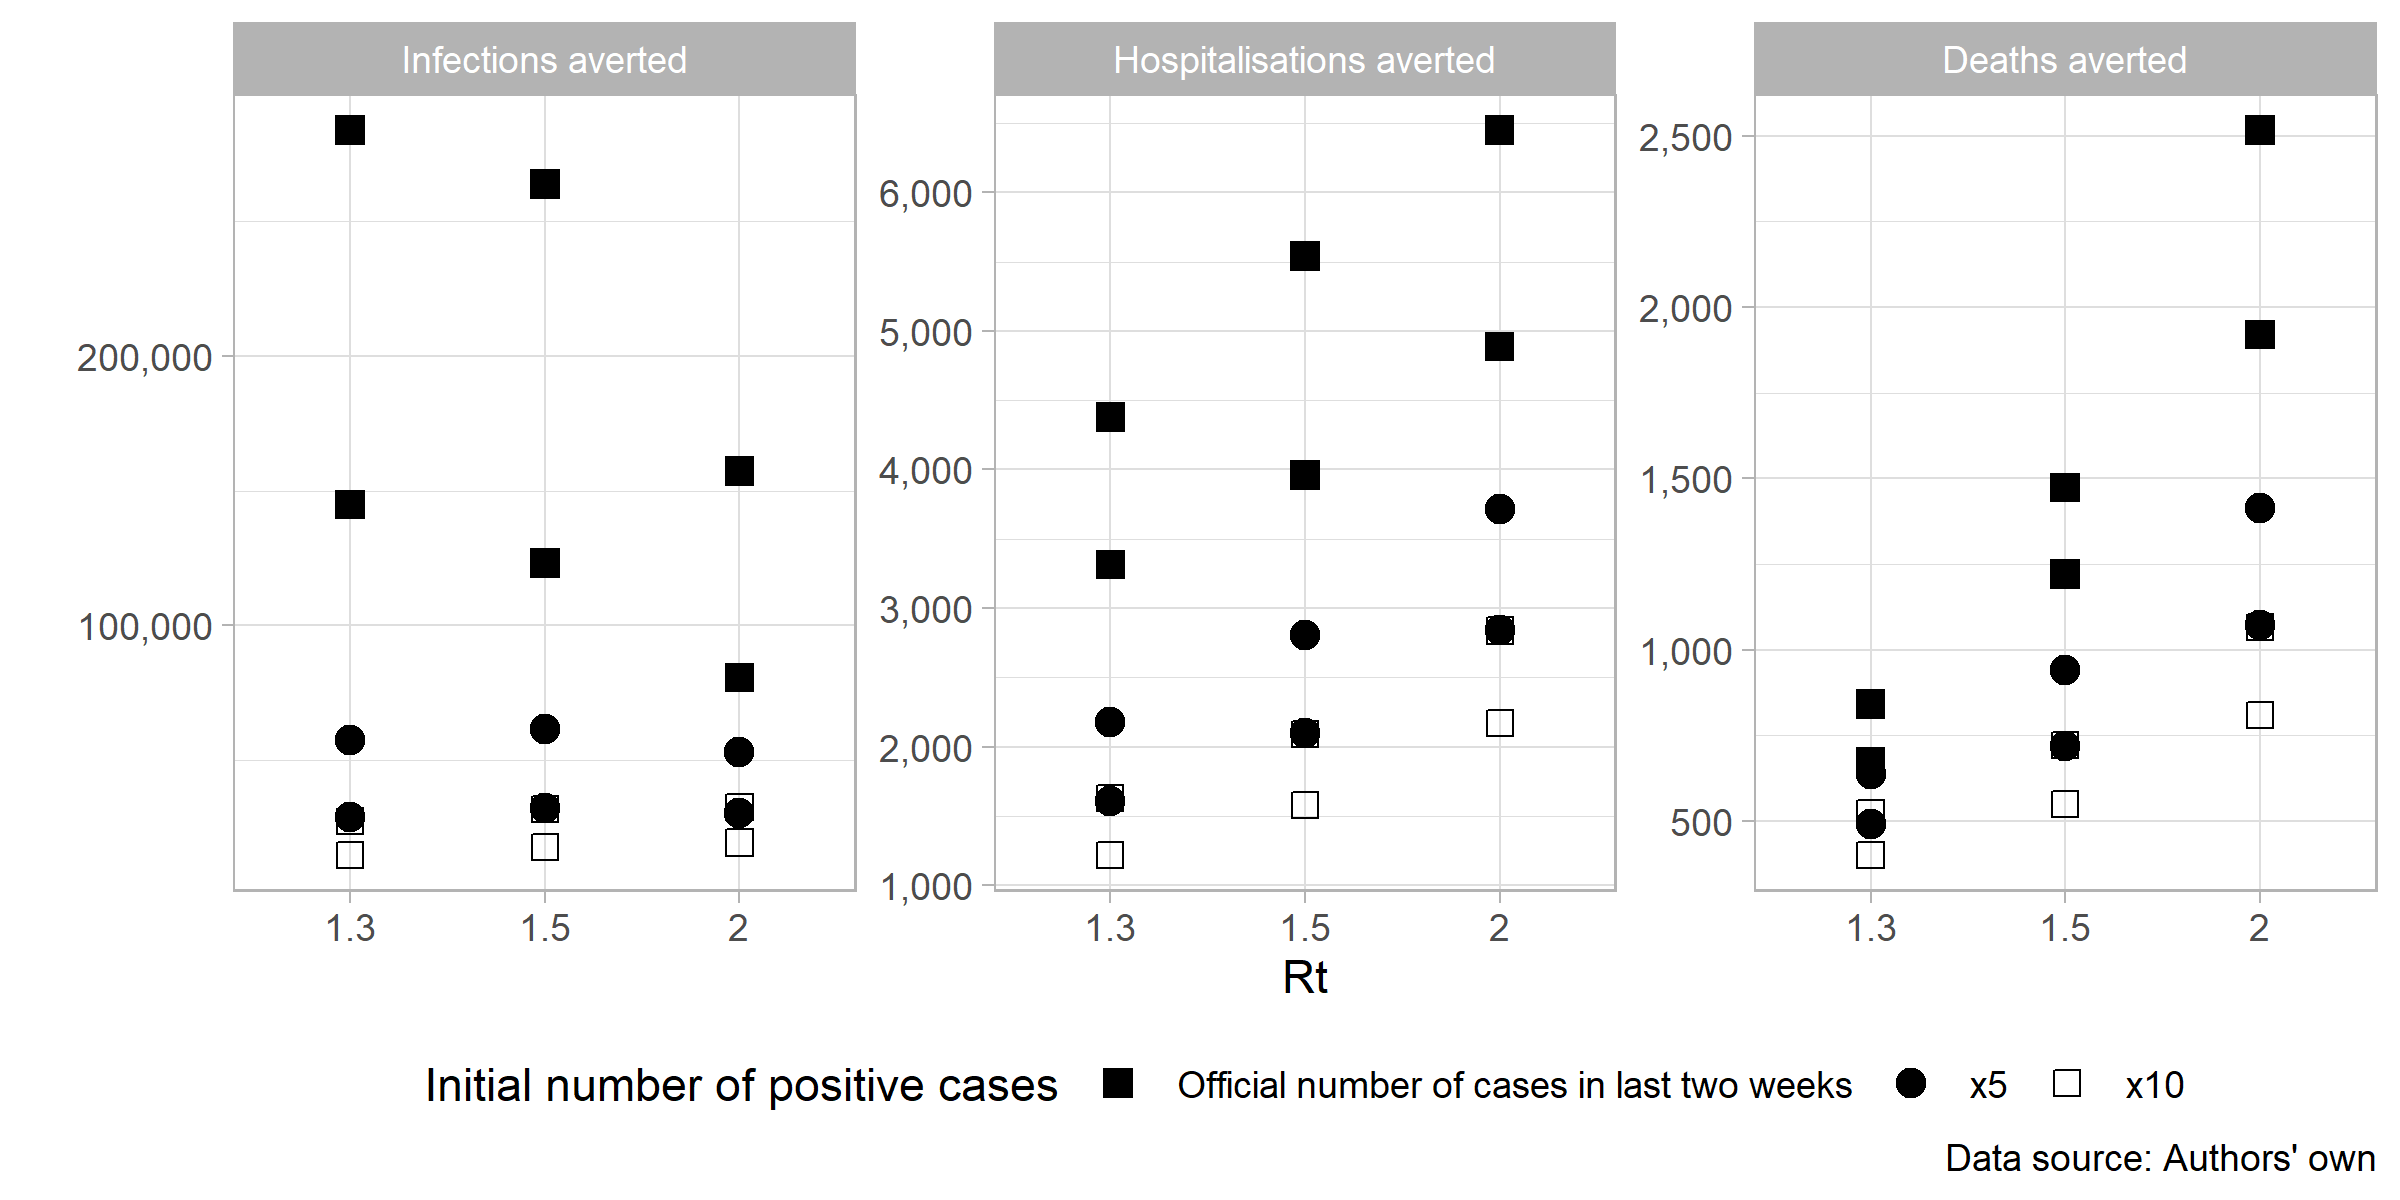 Infections averted
Hospitalisations averted
Deaths averted
200,000
100,000
6,000
5,000
4,000
3,000
2,000
1,000
2,500
2,000
1,500
1,000
500
1.3 1.5 2
1.3 1.5 2
1.3 1.5 2
Rt
Initial number of positive cases Official number of cases in last two weeks x5 x10
Data source: Authors' own